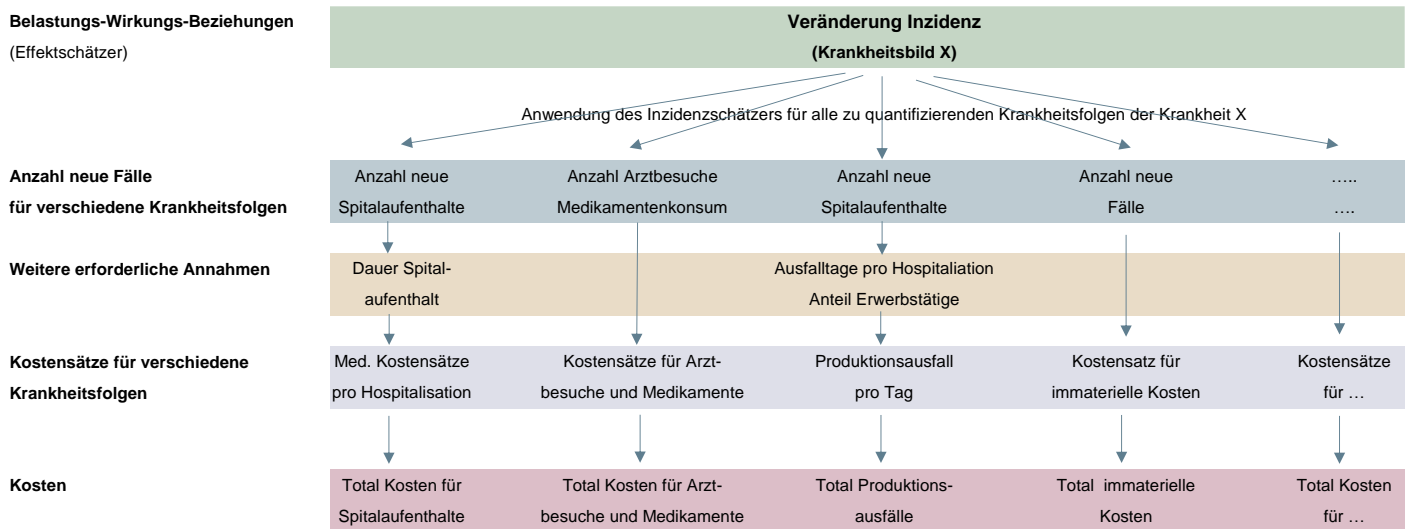 Belastungs-Wirkungs-Beziehungen
(Effektschätzer)
Veränderung Inzidenz
(Krankheitsbild X)
Anwendung des Inzidenzschätzers für alle zu quantifizierenden Krankheitsfolgen der Krankheit X
Anzahl neue Fälle
für verschiedene Krankheitsfolgen
Anzahl neue
Spitalaufenthalte
Anzahl Arztbesuche
Medikamentenkonsum
Anzahl neue
Spitalaufenthalte
Anzahl neue
Fälle
…..
….
Weitere erforderliche Annahmen
Dauer Spital-
aufenthalt
Ausfalltage pro Hospitaliation
Anteil Erwerbstätige
Kostensätze für verschiedene
Krankheitsfolgen
Med. Kostensätze
pro Hospitalisation
Kostensätze für Arzt-
besuche und Medikamente
Produktionsausfall
pro Tag
Kostensatz für
immaterielle Kosten
Kostensätze
für …
Kosten
Total Kosten für
Spitalaufenthalte
Total Kosten für Arzt-
besuche und Medikamente
Total Produktions-
ausfälle
Total immaterielle
Kosten
Total Kosten
für …